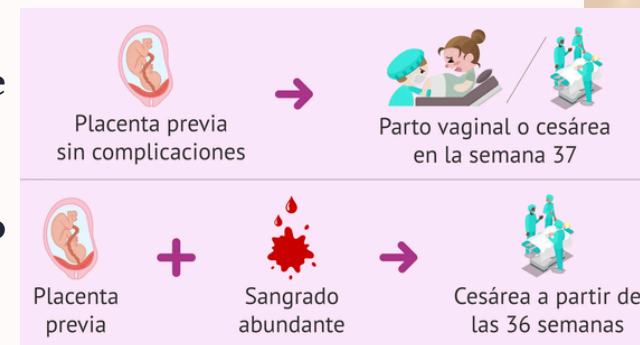 Placenta previa
sin complicaciones
Parto vaginal o cesárea
en la semana 37
Placenta
previa
Sangrado
abundante
Cesárea a partir de
las 36 semanas